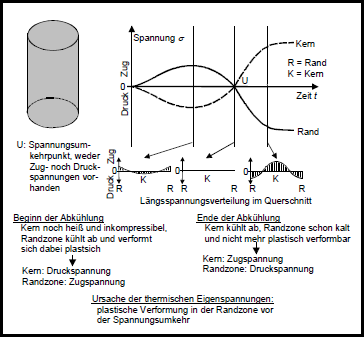 Spannung σ
Zug
0
Druck
Kern
R = Rand
K = Kern
U
Zeit t
Rand
U: Spannungsum-
kehrpunkt, weder
Zug- noch Druck-
spannungen vor-
handen
0
R K R
0
R K R
0
R K R
Längsspannungsverteilung im Querschnitt
Beginn der Abkühlung
Kern noch heiß und inkompressibel,
Randzone kühlt ab und verformt
sich dabei plastsich
Kern: Druckspannung
Randzone: Zugspannung
Ende der Abkühlung
Kern kühlt ab, Randzone schon kalt
und nicht mehr plastisch verformbar
Kern: Zugspannung
Randzone: Druckspannung
Ursache der thermischen Eigenspannungen:
plastische Verformung in der Randzone vor
der Spannungsumkehr